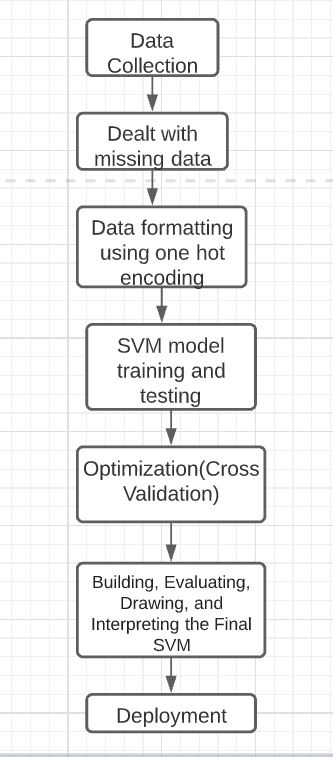 Data
Collection
Dealt with
missing data
Data formatting
using one hot
encoding
SVM model
training and
testing
Optimization(Cross
Validation)
Building, Evaluating,
Drawing, and
Interpreting the Final
SVM
Deployment